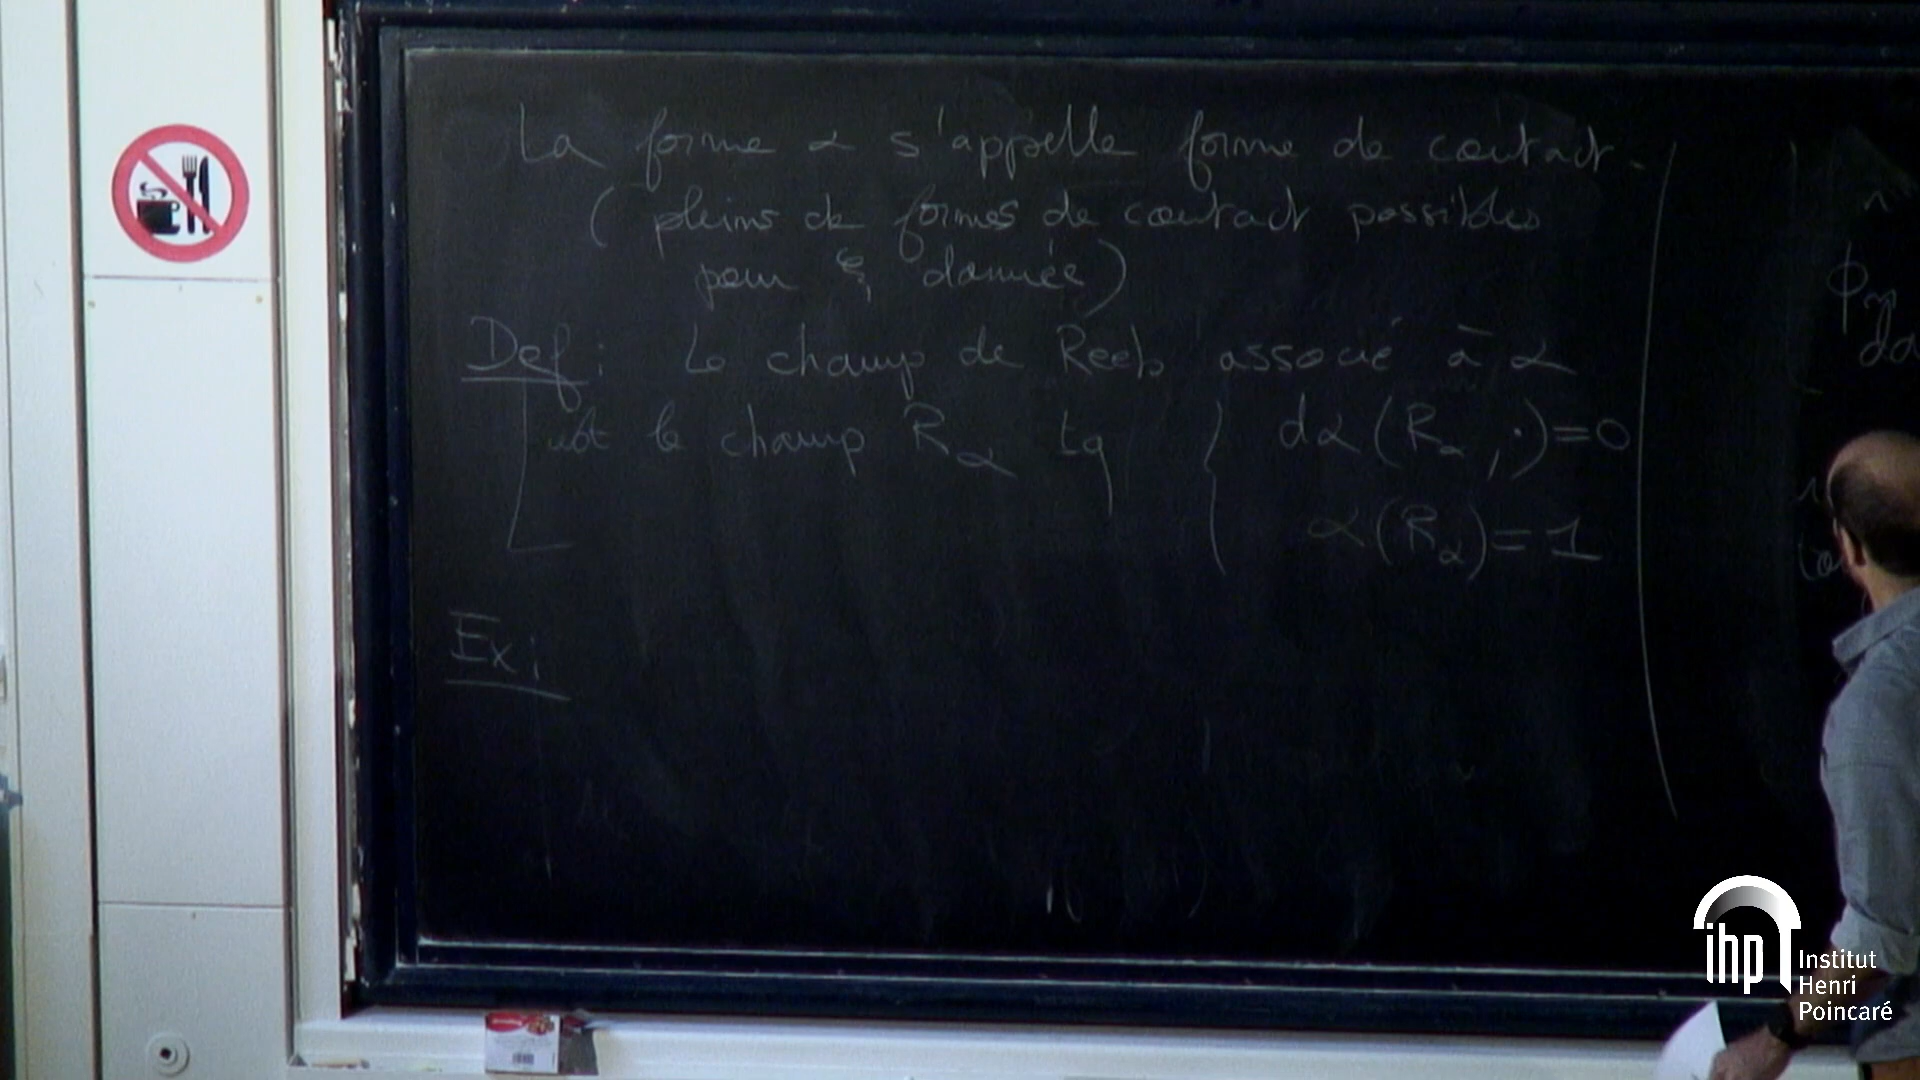 La forme α s'appelle forme de contact.
(pleins de formes de contact possibles
pour ξ donnée)
Def: Le champ de Reeb associé à α
est le champ R_α tq { dα(R_α, ·)=0
α(R_α)=1
Ex:
ihp Institut
Henri
Poincaré